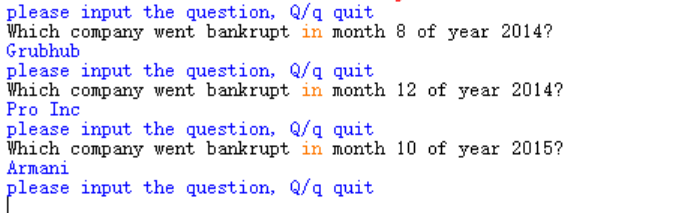 please input the question, Q/q quit
Which company went bankrupt in month 8 of year 2014?
Grubhub
please input the question, Q/q quit
Which company went bankrupt in month 12 of year 2014?
Pro Inc
please input the question, Q/q quit
Which company went bankrupt in month 10 of year 2015?
Armani
please input the question, Q/q quit